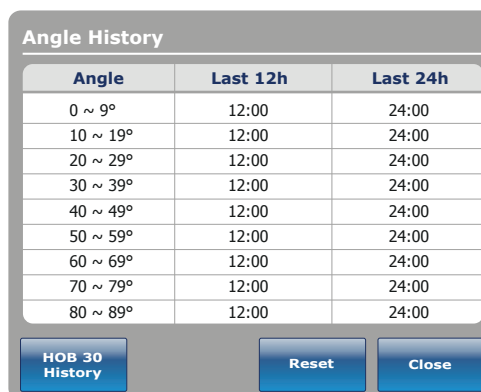 Angle History
Angle Last 12h Last 24h
0 ~ 9° 12:00 24:00
10 ~ 19° 12:00 24:00
20 ~ 29° 12:00 24:00
30 ~ 39° 12:00 24:00
40 ~ 49° 12:00 24:00
50 ~ 59° 12:00 24:00
60 ~ 69° 12:00 24:00
70 ~ 79° 12:00 24:00
80 ~ 89° 12:00 24:00
HOB 30
History
Reset
Close